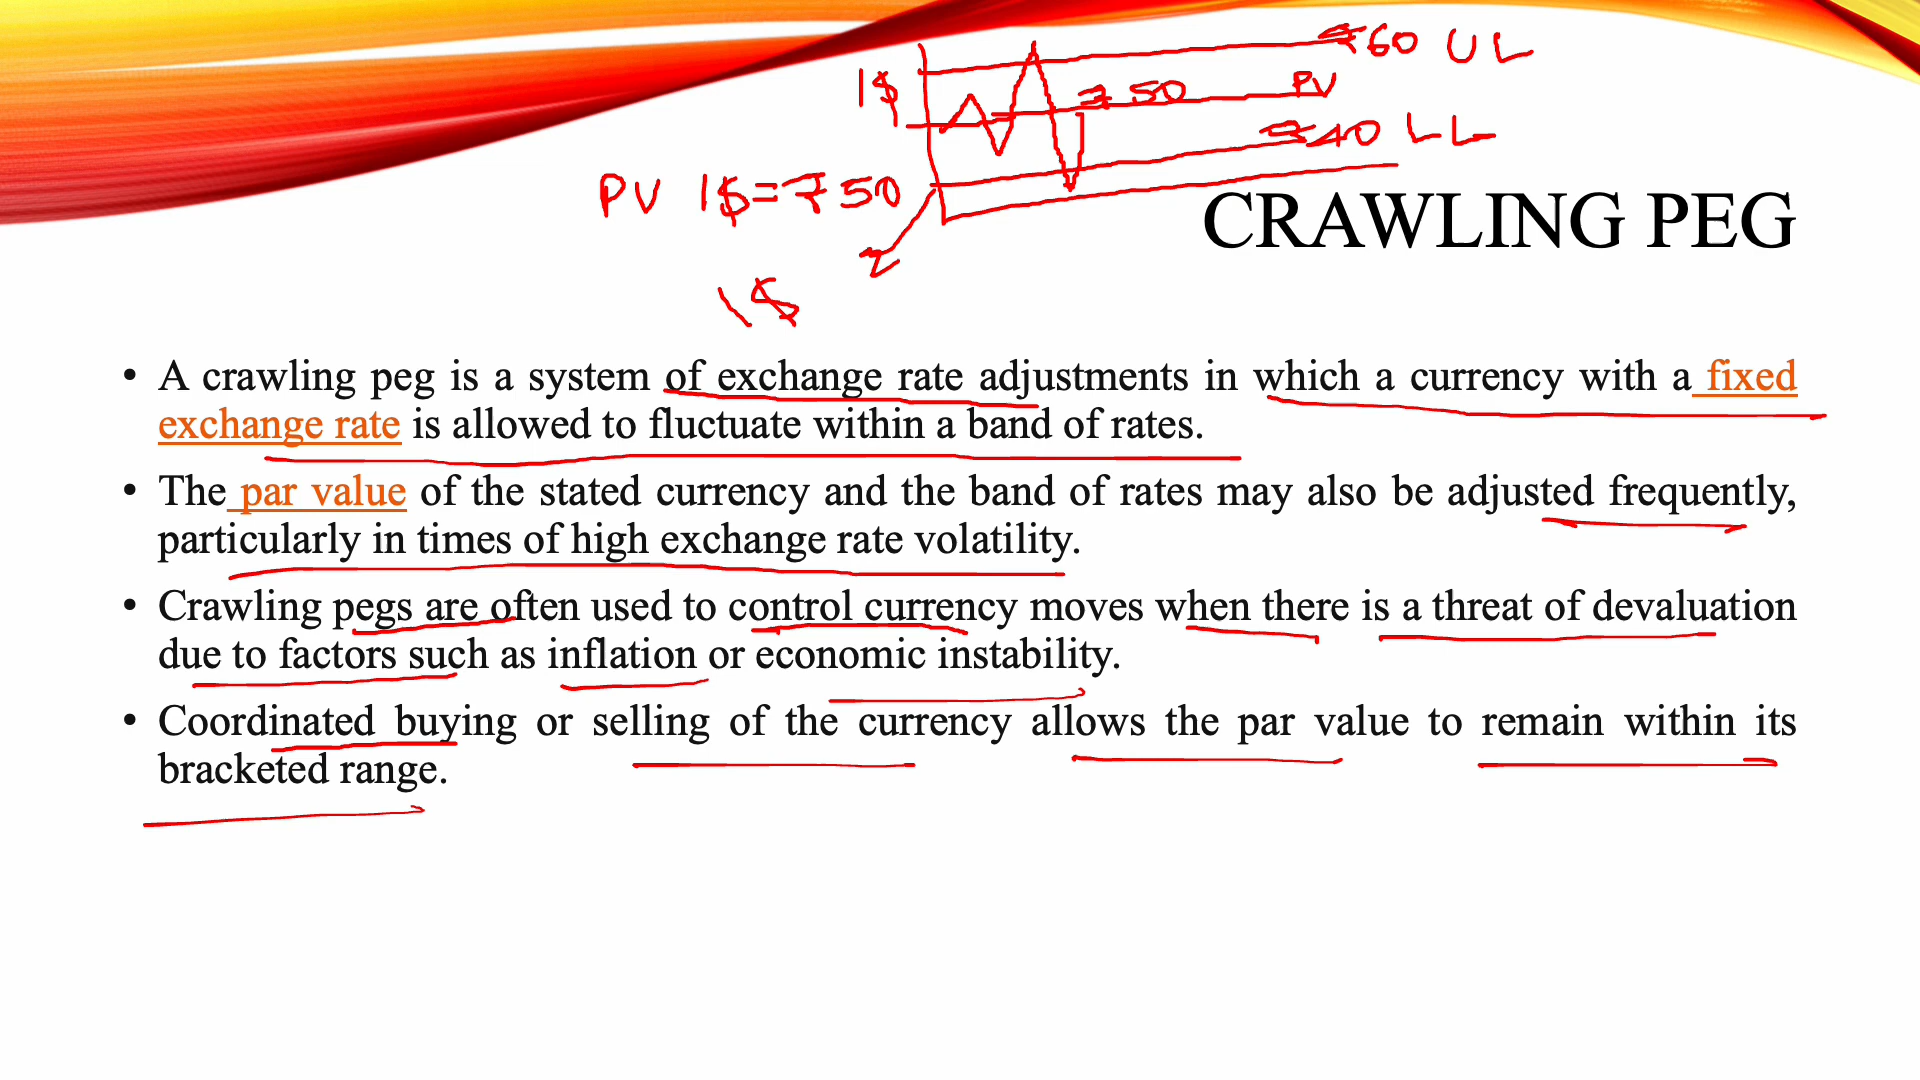 ₹60 UL
1$
₹50 PV
₹40 LL
PV 1$=₹50
CRAWLING PEG
1$
• A crawling peg is a system of exchange rate adjustments in which a currency with a fixed
exchange rate is allowed to fluctuate within a band of rates.
• The par value of the stated currency and the band of rates may also be adjusted frequently,
particularly in times of high exchange rate volatility.
• Crawling pegs are often used to control currency moves when there is a threat of devaluation
due to factors such as inflation or economic instability.
• Coordinated buying or selling of the currency allows the par value to remain within its
bracketed range.